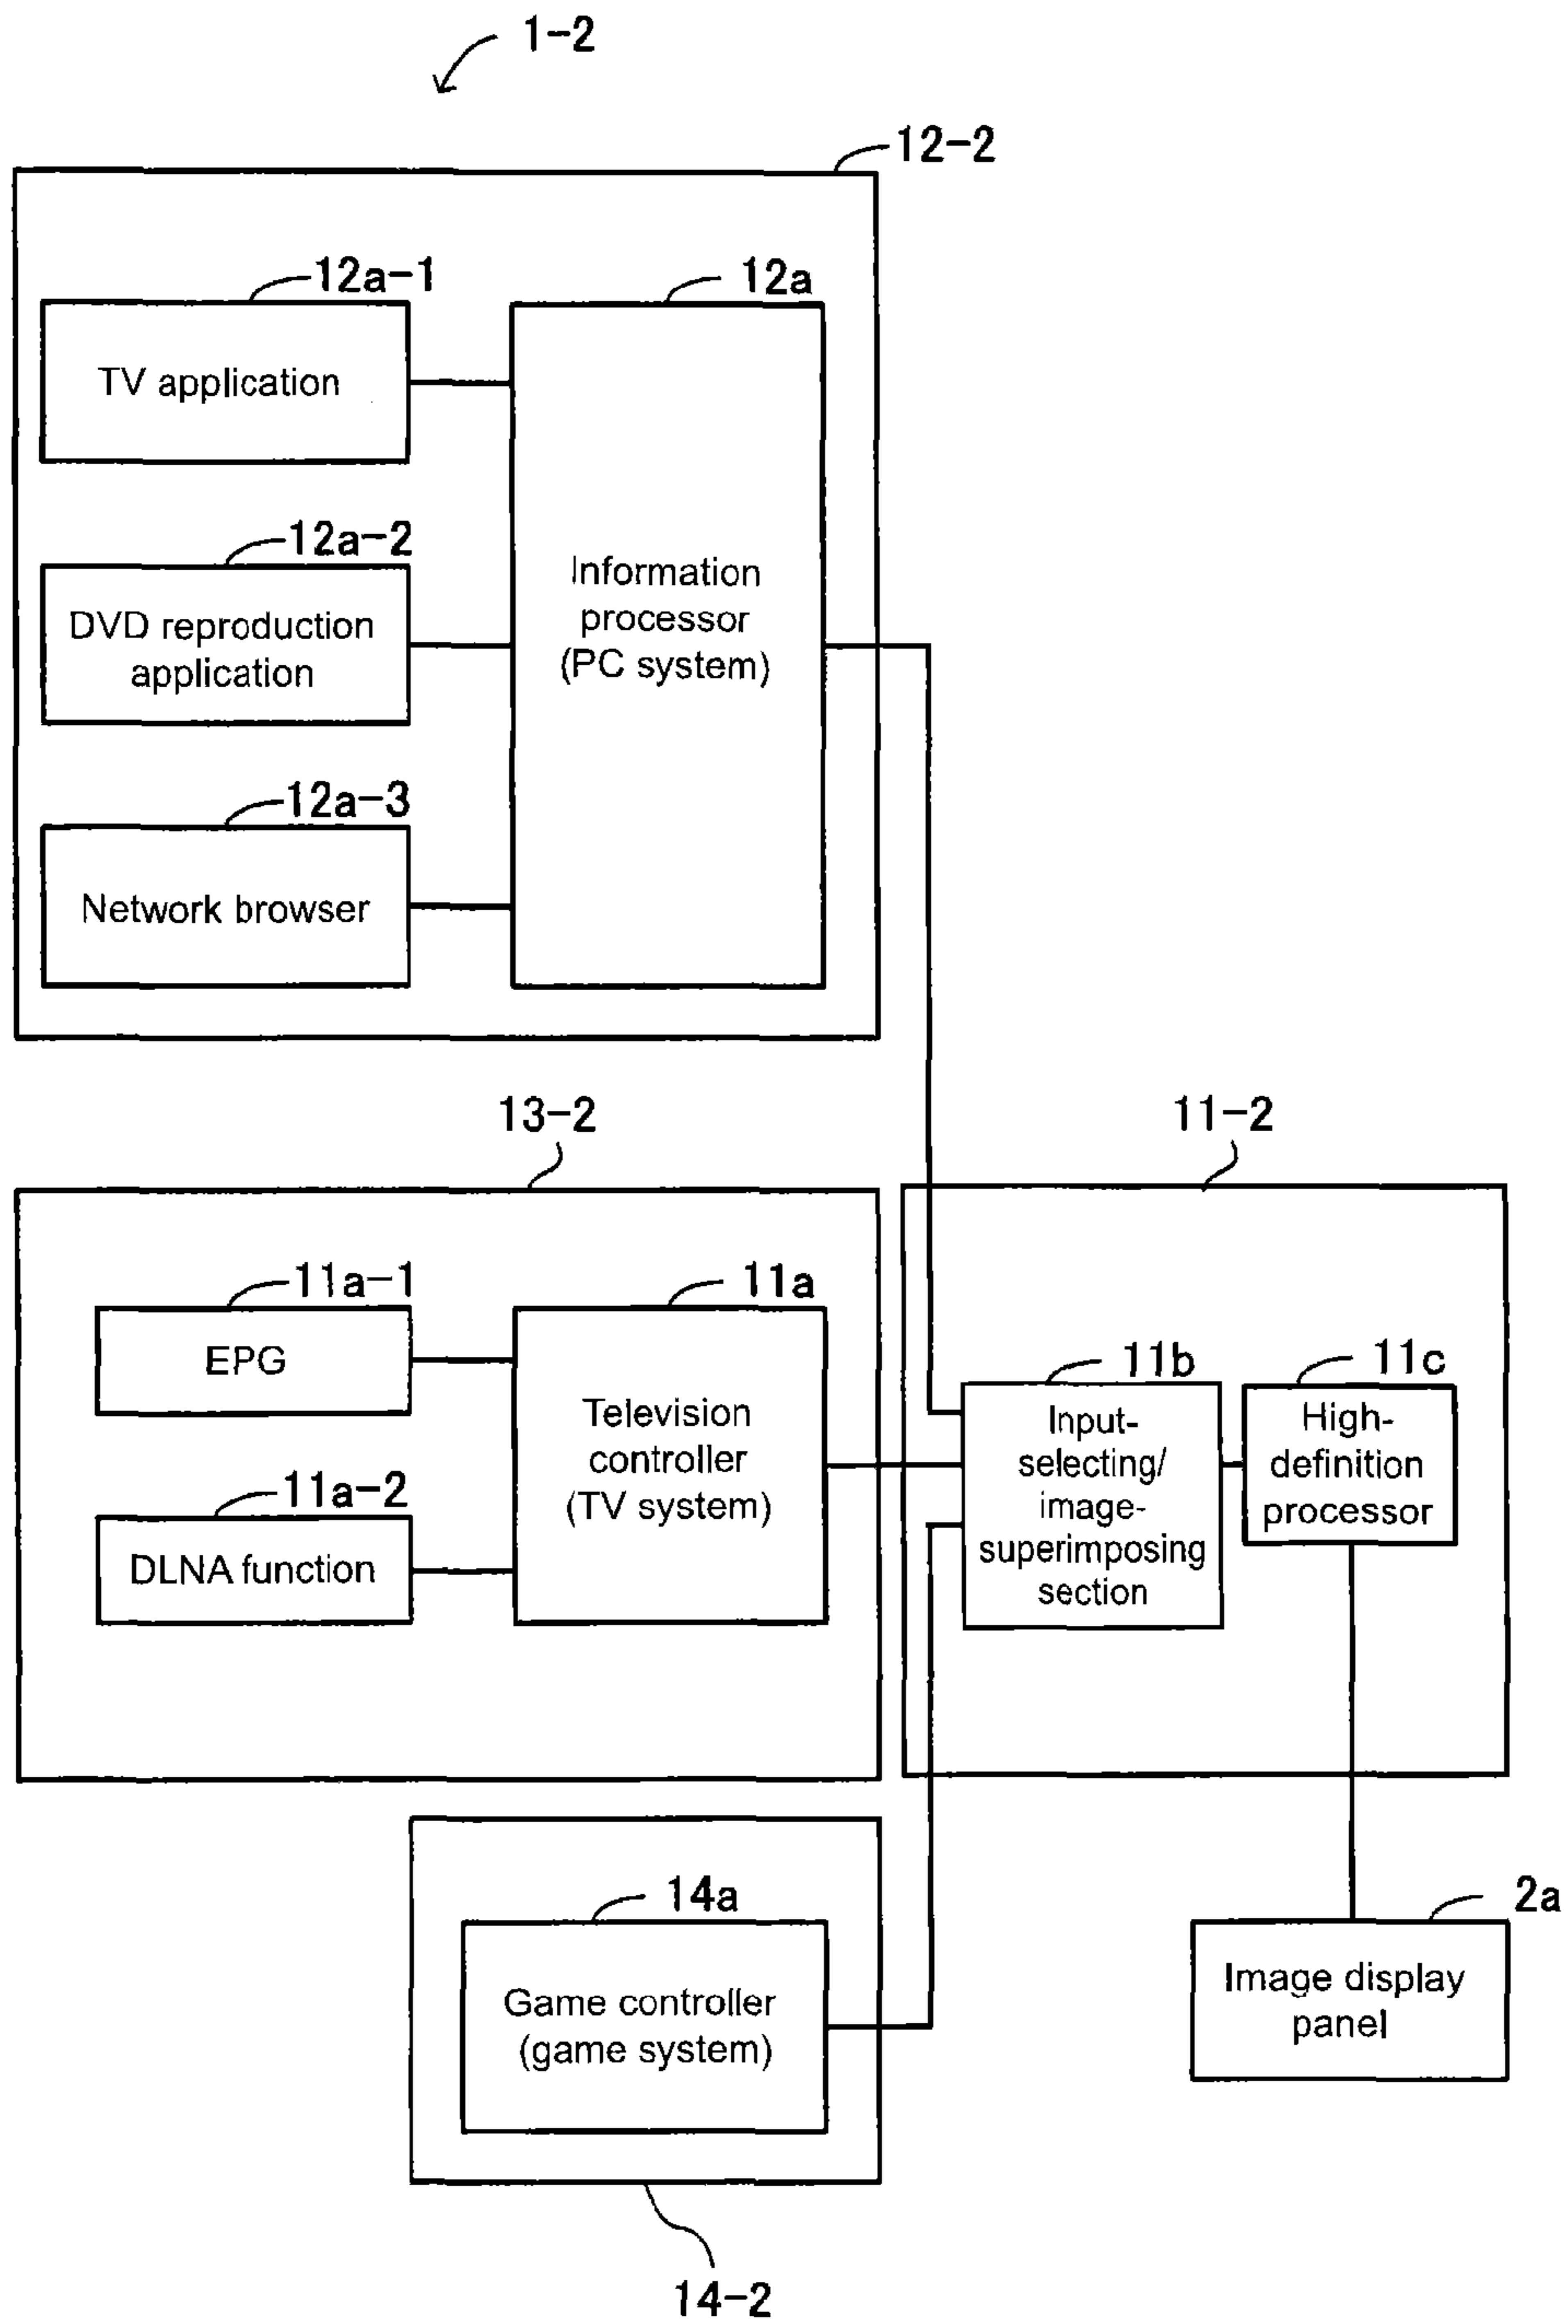 1-2
12-2
12a-1
12a
TV application
12a-2
DVD reproduction
application
Information
processor
(PC system)
12a-3
Network browser
13-2
11-2
11a-1
11a
EPG
11a-2
DLNA function
Television
controller
(TV system)
11b
11c
Input-
selecting/
image-
superimposing
section
High-
definition
processor
14a
2a
Game controller
(game system)
Image display
panel
14-2